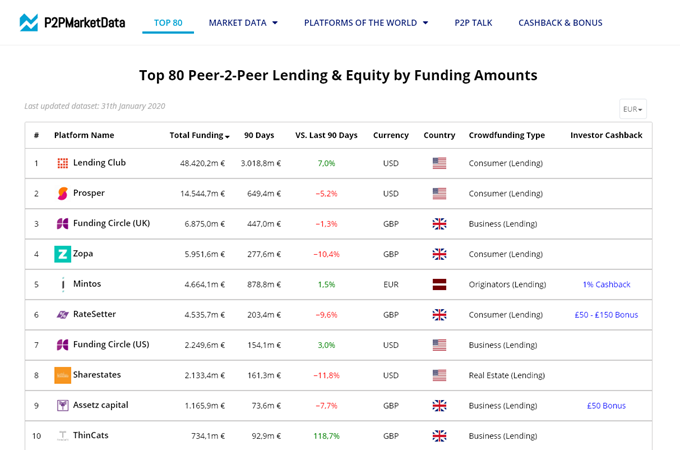 P2PMarketData TOP 80 MARKET DATA PLATFORMS OF THE WORLD P2P TALK CASHBACK & BONUS
Top 80 Peer-2-Peer Lending & Equity by Funding Amounts
Last updated dataset: 31th January 2020
EUR
# Platform Name Total Funding 90 Days VS. Last 90 Days Currency Country Crowdfunding Type Investor Cashback
1 Lending Club 48.420,2m € 3.018,8m € 7,0% USD Consumer (Lending)
2 Prosper 14.544,7m € 649,4m € −5,2% USD Consumer (Lending)
3 Funding Circle (UK) 6.875,0m € 447,0m € −1,3% GBP Business (Lending)
4 Zopa 5.951,6m € 277,6m € −10,4% GBP Consumer (Lending)
5 Mintos 4.664,1m € 878,8m € 1,5% EUR Originators (Lending) 1% Cashback
6 RateSetter 4.535,7m € 203,4m € −9,6% GBP Consumer (Lending) £50 - £150 Bonus
7 Funding Circle (US) 2.249,6m € 154,1m € 3,0% USD Business (Lending)
8 Sharestates 2.133,4m € 161,3m € −11,8% USD Real Estate (Lending)
9 Assetz capital 1.165,9m € 73,6m € −7,7% GBP Business (Lending) £50 Bonus
10 ThinCats 734,1m € 92,9m € 118,7% GBP Business (Lending)